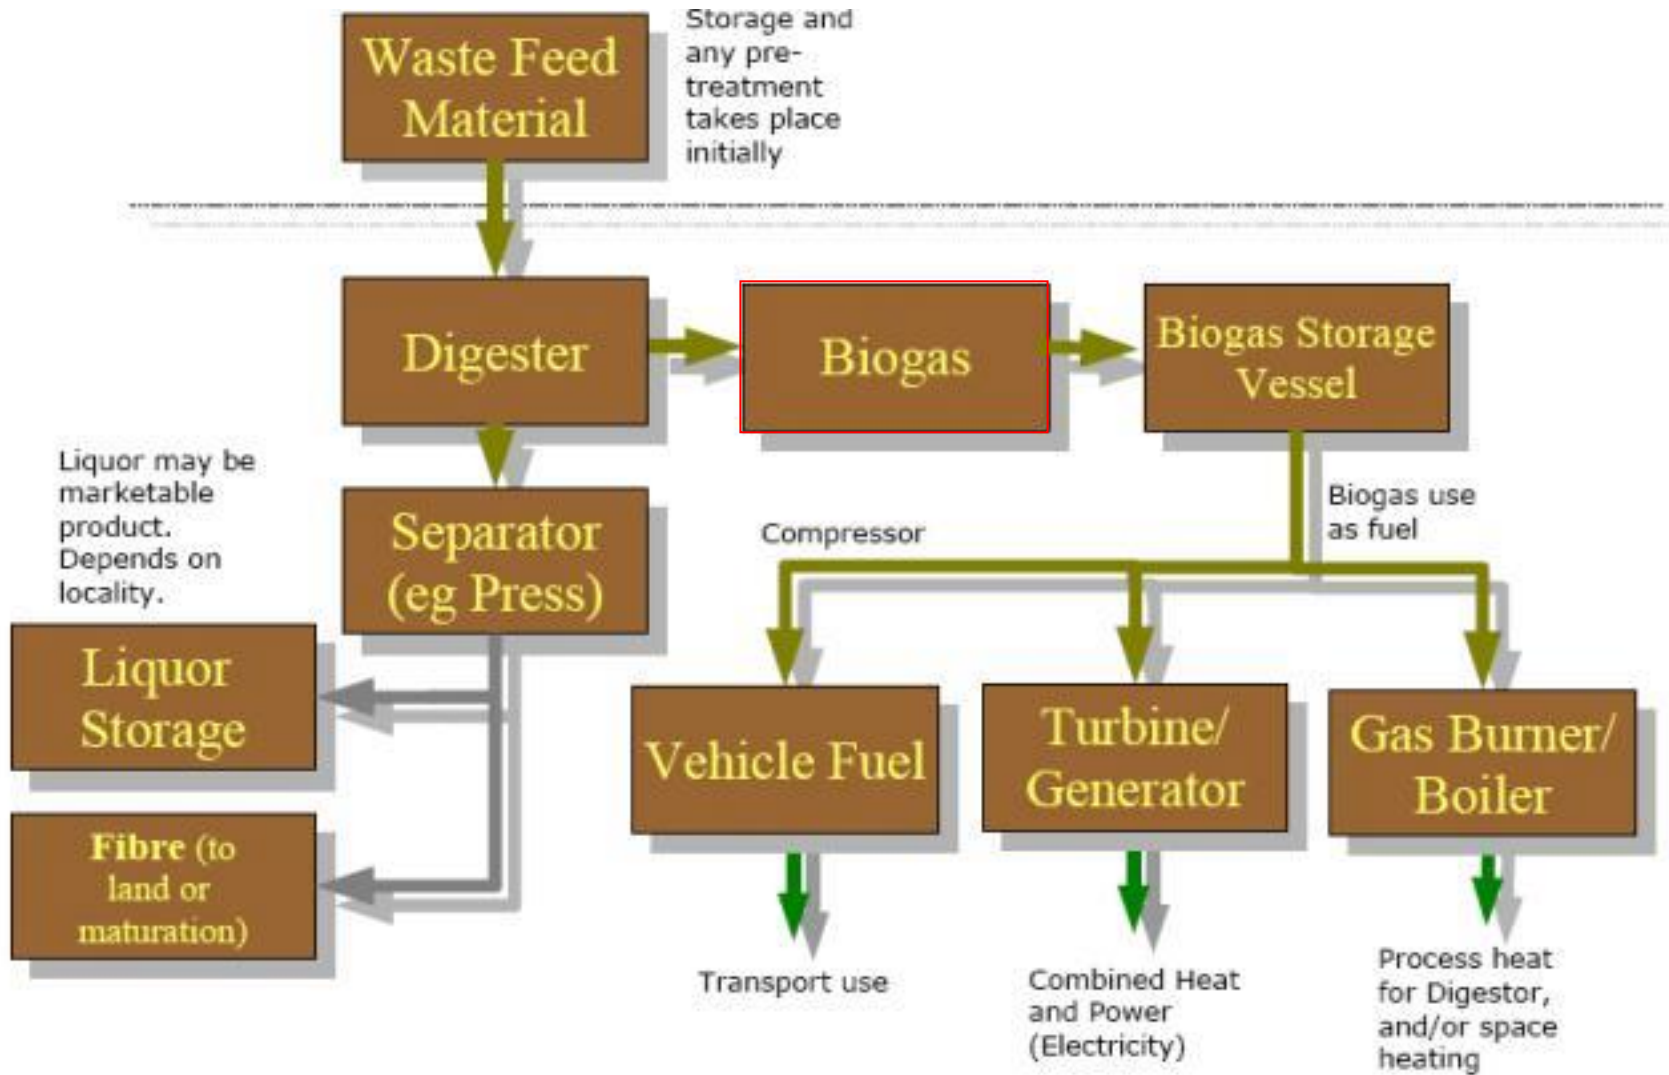 Waste Feed
Material
Storage and
any pre-
treatment
takes place
initially
Digester
Biogas
Biogas Storage
Vessel
Liquor may be
marketable
product.
Depends on
locality.
Separator
(eg Press)
Biogas use
as fuel
Compressor
Liquor
Storage
Vehicle Fuel
Turbine/
Generator
Gas Burner/
Boiler
Fibre (to
land or
maturation)
Transport use
Combined Heat
and Power
(Electricity)
Process heat
for Digestor,
and/or space
heating